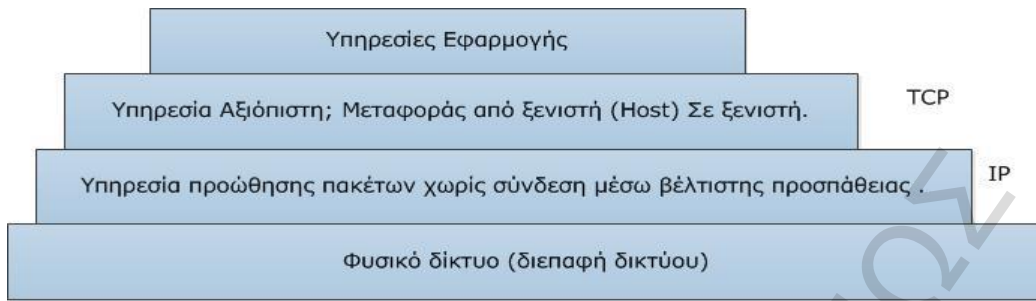 Υπηρεσίες Εφαρμογής
Υπηρεσία Αξιόπιστη; Μεταφοράς από ξενιστή (Host) Σε ξενιστή.
TCP
Υπηρεσία προώθησης πακέτων χωρίς σύνδεση μέσω βέλτιστης προσπάθειας .
IP
Φυσικό δίκτυο (διεπαφή δικτύου)
ΩΣ